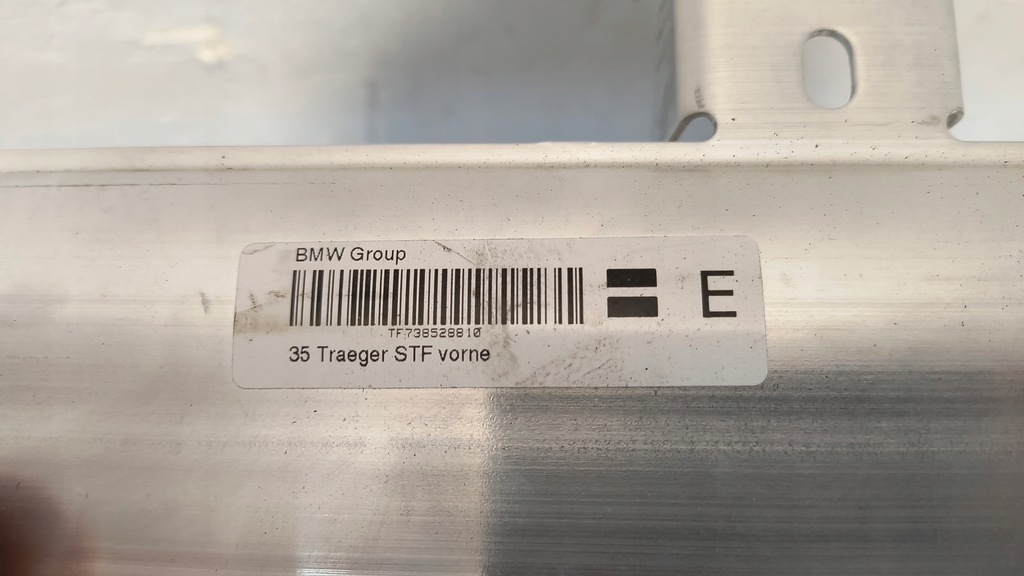 BMW Group
E
TF738528810
35 Traeger STF vorne